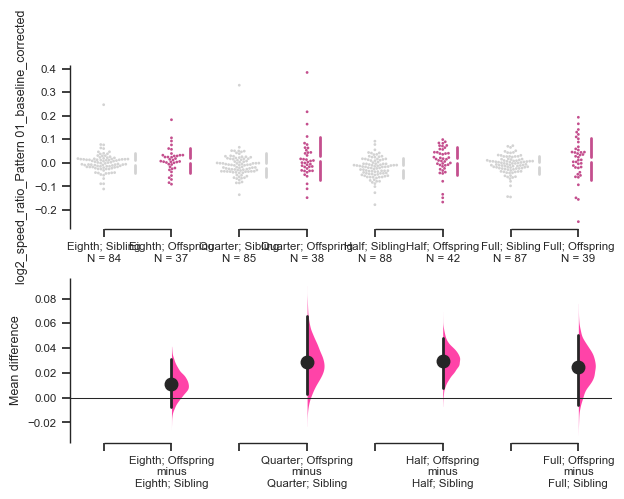 log2_speed_ratio_Pattern 01_baseline_corrected
0.4
0.3
0.2
0.1
0.0
−0.1
−0.2
Eighth; Sibling
N = 84
Eighth; Offspring
N = 37
Quarter; Sibling
N = 85
Quarter; Offspring
N = 38
Half; Sibling
N = 88
Half; Offspring
N = 42
Full; Sibling
N = 87
Full; Offspring
N = 39
Mean difference
0.08
0.06
0.04
0.02
0.00
−0.02
Eighth; Offspring
minus
Eighth; Sibling
Quarter; Offspring
minus
Quarter; Sibling
Half; Offspring
minus
Half; Sibling
Full; Offspring
minus
Full; Sibling